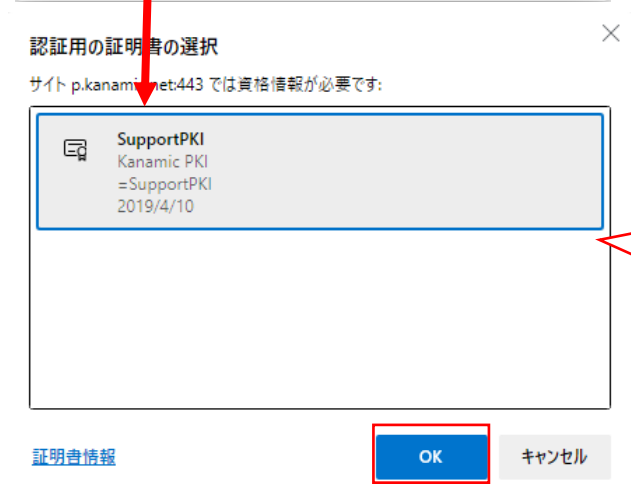 認証用の証明書の選択
サイト p.kanamic.net:443 では資格情報が必要です:
SupportPKI
Kanamic PKI
=SupportPKI
2019/4/10
証明書情報
OK
キャンセル